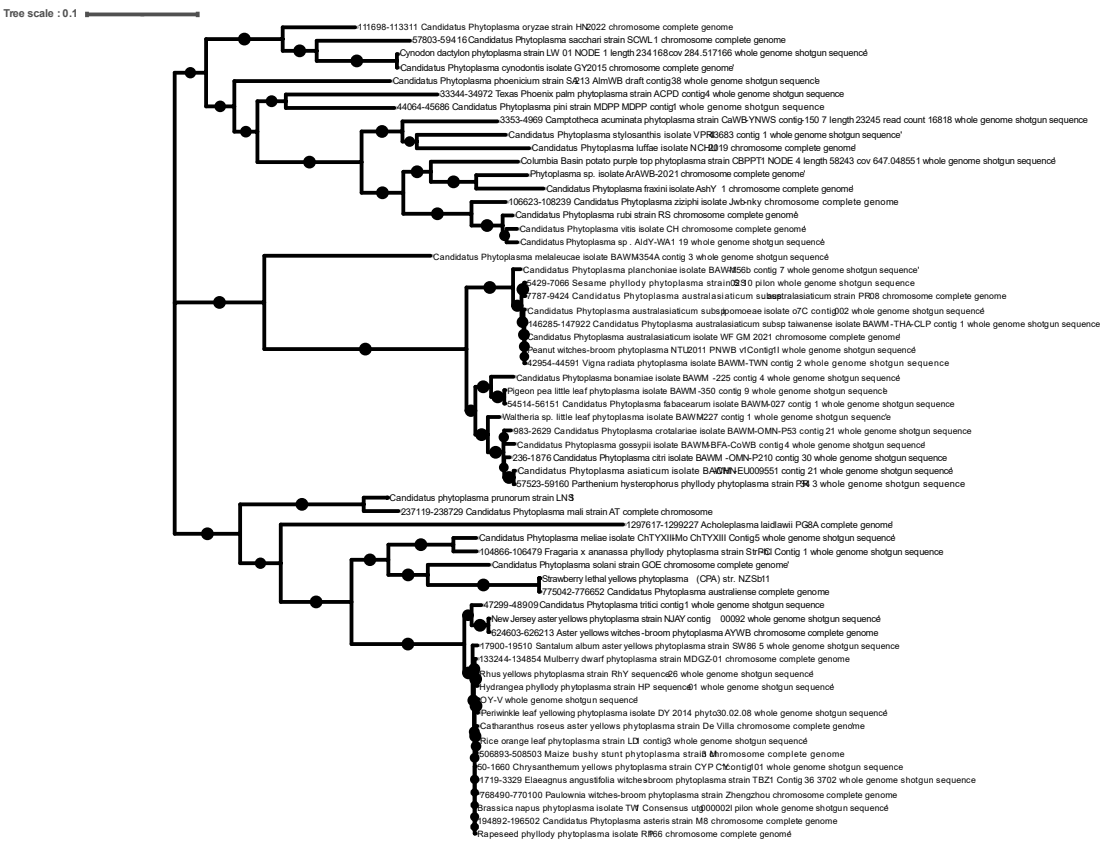 Tree scale : 0.1
111698-113311 Candidatus Phytoplasma oryzae strain HN2022 chromosome complete genome
57803-59416 Candidatus Phytoplasma sacchari strain SCWL 1 chromosome complete genome
Cynodon dactylon phytoplasma strain LW 01 NODE 1 length 234168 cov 284.517166 whole genome shotgun sequence'
Candidatus Phytoplasma cynodontis isolate GY2015 chromosome complete genome'
Candidatus Phytoplasma phoenicium strain SA213 AlmWB draft contig38 whole genome shotgun sequence'
33344-34972 Texas Phoenix palm phytoplasma strain ACPD contig4 whole genome shotgun sequence
44064-45686 Candidatus Phytoplasma pini strain MDPP MDPP contig1 whole genome shotgun sequence
3353-4969 Camptotheca acuminata phytoplasma strain CaWB-YNWS contig-150 7 length 23245 read count 16818 whole genome shotgun sequence
Candidatus Phytoplasma stylosanthis isolate VPRI43683 contig 1 whole genome shotgun sequence'
Candidatus Phytoplasma luffae isolate NCHU2019 chromosome complete genome'
Columbia Basin potato purple top phytoplasma strain CBPPT1 NODE 4 length 58243 cov 647.048551 whole genome shotgun sequence'
Phytoplasma sp. isolate ArAWB-2021 chromosome complete genome'
Candidatus Phytoplasma fraxini isolate AshY 1 chromosome complete genome'
106623-108239 Candidatus Phytoplasma ziziphi isolate Jwb-nky chromosome complete genome
Candidatus Phytoplasma rubi strain RS chromosome complete genome'
Candidatus Phytoplasma vitis isolate CH chromosome complete genome'
Candidatus Phytoplasma sp . AldY-WA1 19 whole genome shotgun sequence'
Candidatus Phytoplasma melaleucae isolate BAWM-354A contig 3 whole genome shotgun sequence'
Candidatus Phytoplasma planchoniae isolate contig 7 whole genome shotgun sequence'
5429-7066 Sesame phyllody phytoplasma strain pilon whole genome shotgun sequence
7787-9424 Candidatus Phytoplasma australasiaticum australasiaticum strain PR08 chromosome complete genome
Candidatus Phytoplasma australasiaticum subsp ipomoeae isolate o7C contig002 whole genome shotgun sequence'
146285-147922 Candidatus Phytoplasma australasiaticum subsp taiwanense isolate BAWM-THA-CLP contig 1 whole genome shotgun sequence
Candidatus Phytoplasma australasiaticum isolate WF GM 2021 chromosome complete genome'
Peanut witches-broom phytoplasma NTU2011 PNWB v1Contig11 whole genome shotgun sequence'
42954-44591 Vigna radiata phytoplasma isolate BAWM-TWN contig 2 whole genome shotgun sequence
Candidatus Phytoplasma bonamiae isolate BAWM -225 contig 4 whole genome shotgun sequence'
Pigeon pea little leaf phytoplasma isolate BAWM -350 contig 9 whole genome shotgun sequence'
54514-56151 Candidatus Phytoplasma fabacearum isolate BAWM-027 contig 1 whole genome shotgun sequence
Waltheria sp. little leaf phytoplasma isolate BAWM-227 contig 1 whole genome shotgun sequence'
983-2629 Candidatus Phytoplasma crotalariae isolate BAWM-OMN-P53 contig 21 whole genome shotgun sequence
Candidatus Phytoplasma gossypii isolate BAWM-BFA-CoWB contig 4 whole genome shotgun sequence'
236-1876 Candidatus Phytoplasma citri isolate BAWM -OMN-P210 contig 30 whole genome shotgun sequence
Candidatus Phytoplasma asiaticum isolate contig 21 whole genome shotgun sequence'
57523-59160 Parthenium hysterophorus phyllody phytoplasma strain 3 whole genome shotgun sequence
Candidatus phytoplasma prunorum strain LNS1
237119-238729 Candidatus Phytoplasma mali strain AT complete chromosome
1297617-1299227 Acholeplasma laidlawii PG8A complete genome'
Candidatus Phytoplasma meliae isolate ChTYXIII-Mo ChTYXIII Contig5 whole genome shotgun sequence'
104866-106479 Fragaria x ananassa phyllody phytoplasma strain Contig 1 whole genome shotgun sequence
Candidatus Phytoplasma solani strain GOE chromosome complete genome'
Strawberry lethal yellows phytoplasma (CPA) str. NZSb11
775042-776652 Candidatus Phytoplasma australiense complete genome
47299-48909 Candidatus Phytoplasma tritici contig1 whole genome shotgun sequence
New Jersey aster yellows phytoplasma strain NJAY contig 00092 whole genome shotgun sequence'
624603-626213 Aster yellows witches-broom phytoplasma AYWB chromosome complete genome
17900-19510 Santalum album aster yellows phytoplasma strain SW86 5 whole genome shotgun sequence
133244-134854 Mulberry dwarf phytoplasma strain MDGZ-01 chromosome complete genome
Rhus yellows phytoplasma strain RhY sequence26 whole genome shotgun sequence'
Hydrangea phyllody phytoplasma strain HP sequence01 whole genome shotgun sequence'
OY-V whole genome shotgun sequence'
Periwinkle leaf yellowing phytoplasma isolate DY 2014 phyto30.02.08 whole genome shotgun sequence'
Catharanthus roseus aster yellows phytoplasma strain De Villa chromosome complete genome'
Rice orange leaf phytoplasma strain LD1 contig3 whole genome shotgun sequence'
506893-508503 Maize bushy stunt phytoplasma strain M3 chromosome complete genome
50-1660 Chrysanthemum yellows phytoplasma strain CYP whole genome shotgun sequence
1719-3329 Elaeagnus angustifolia witches broom phytoplasma strain TBZ1 Contig 36 3702 whole genome shotgun sequence
768490-770100 Paulownia witches-broom phytoplasma strain Zhengzhou chromosome complete genome
Brassica napus phytoplasma isolate TW1 Consensus utg000002l pilon whole genome shotgun sequence'
194892-196502 Candidatus Phytoplasma asteris strain M8 chromosome complete genome
Rapeseed phyllody phytoplasma isolate RP166 chromosome complete genome'